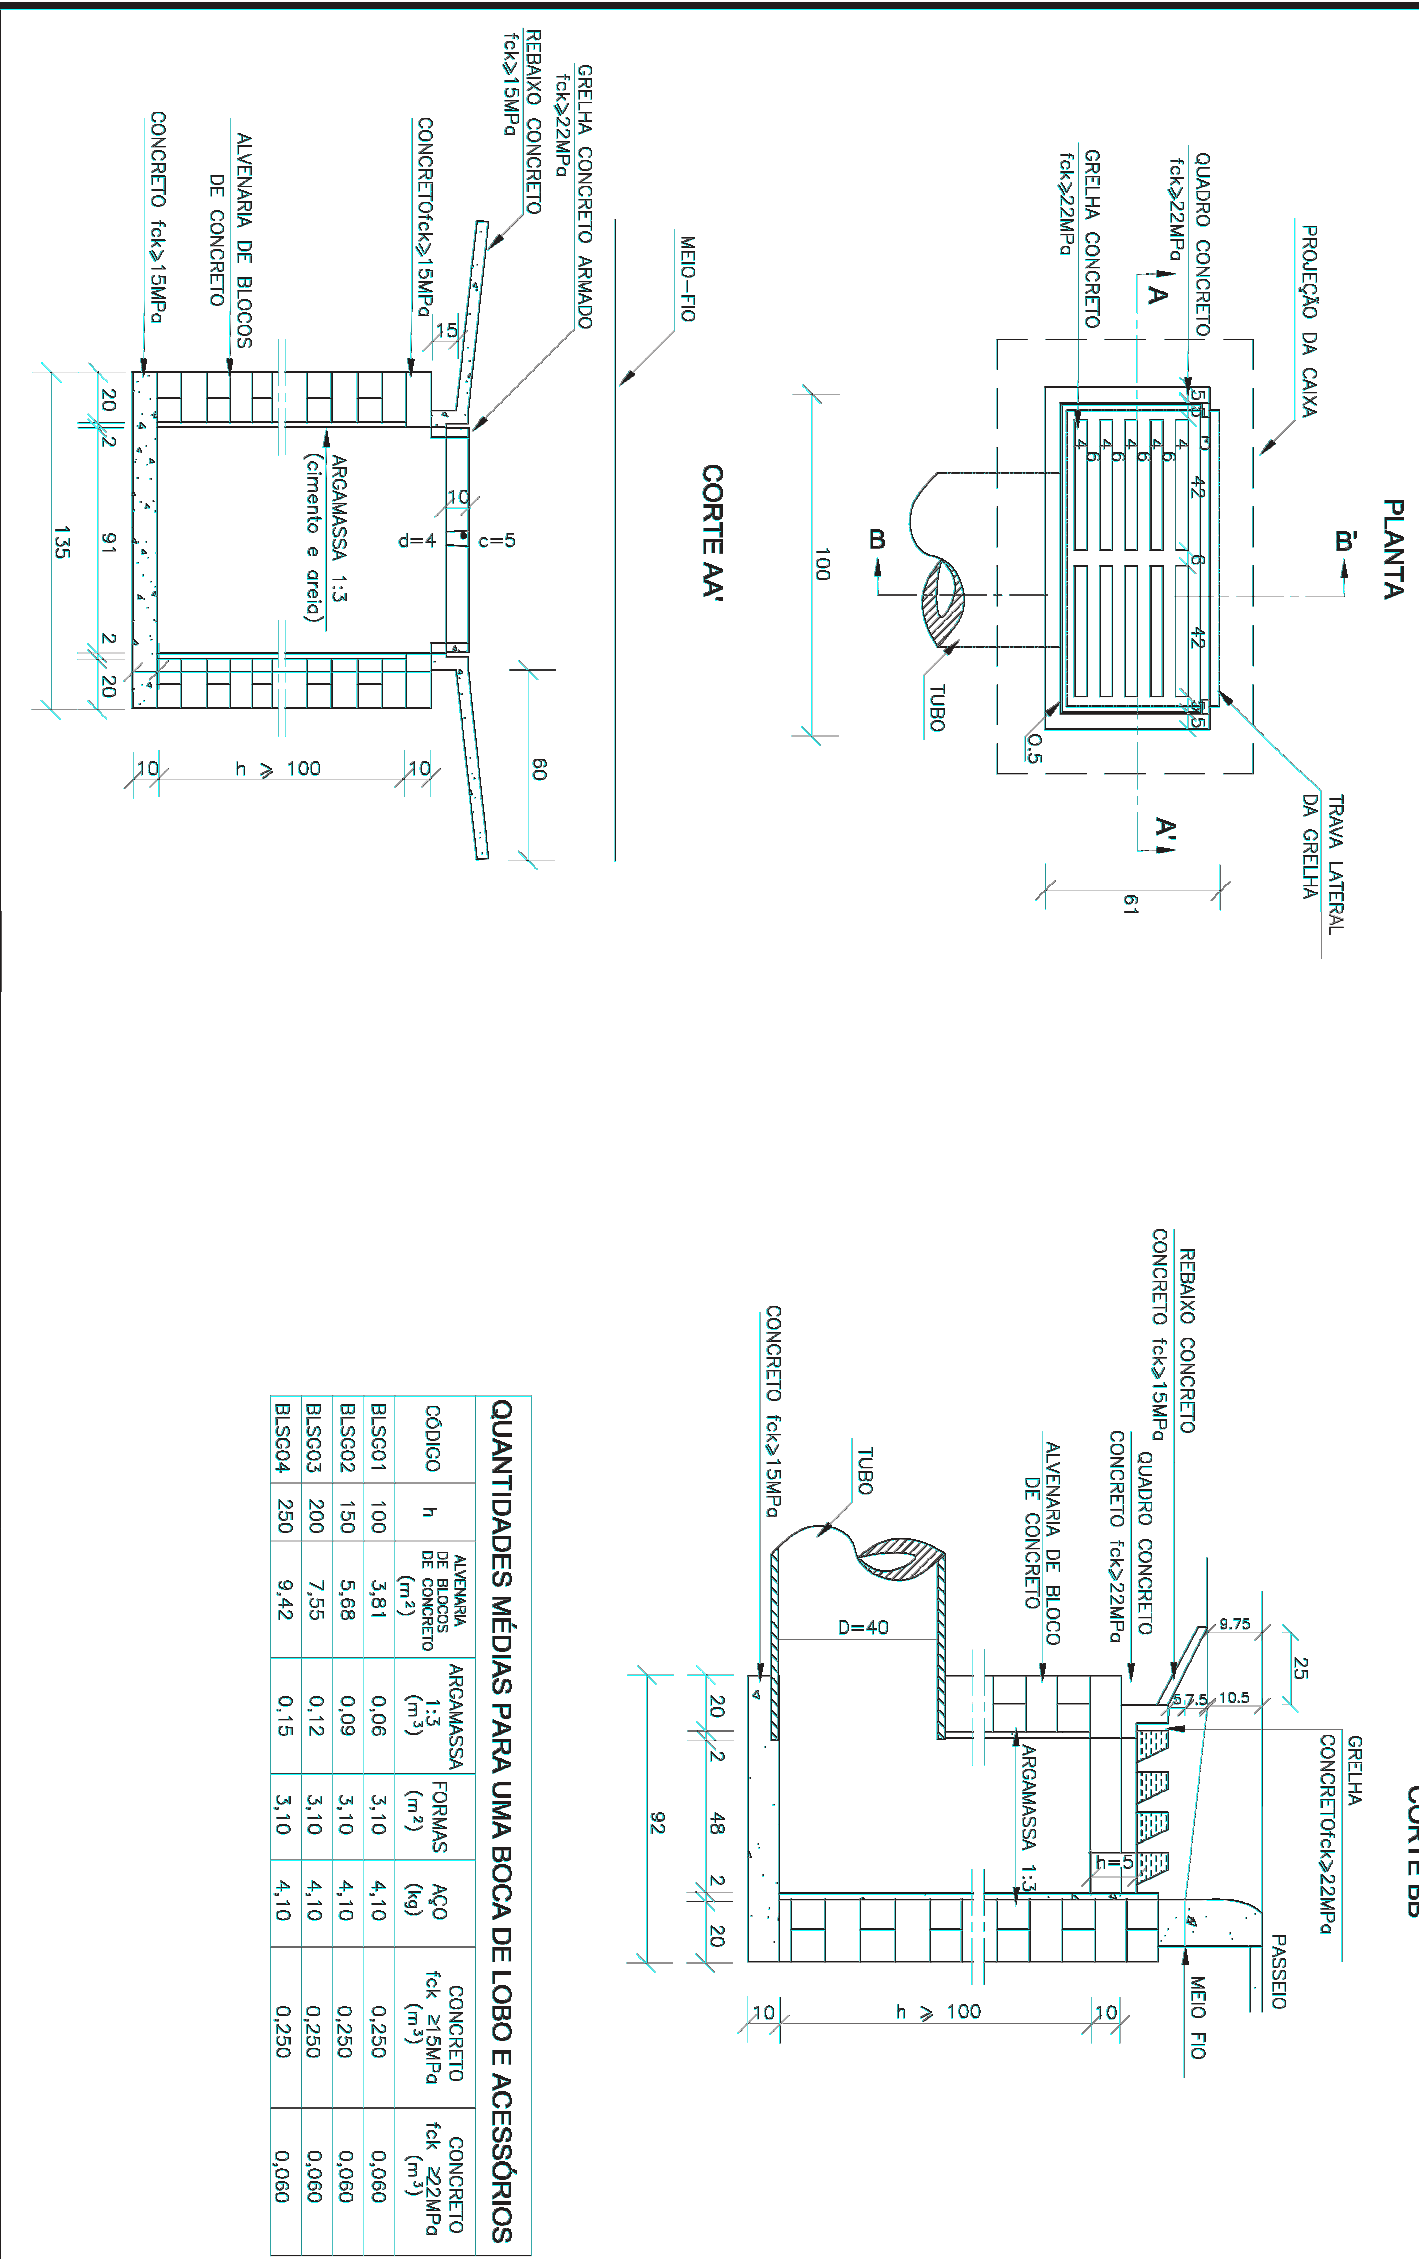 PLANTA
PROJEÇÃO DA CAIXA
QUADRO CONCRETO
fck⩾22MPa
GRELHA CONCRETO
fck⩾22MPa
TRAVA LATERAL
DA GRELHA
A
A'
B
B'
42
6
42
4
6
4
6
4
6
4
6
4
0.5
TUBO
61
100
CORTE AA'
MEIO-FIO
GRELHA CONCRETO ARMADO
fck⩾22MPa
REBAIXO CONCRETO
fck⩾15MPa
CONCRETOfck⩾15MPa
ALVENARIA DE BLOCOS
DE CONCRETO
CONCRETO fck⩾15MPa
ARGAMASSA 1:3
(cimento e areia)
15
10
c=5
d=4
60
10
h ⩾ 100
10
20
2
91
2
20
135
CORTE BB'
GRELHA
CONCRETOfck⩾22MPa
PASSEIO
MEIO FIO
REBAIXO CONCRETO
CONCRETO fck⩾15MPa
QUADRO CONCRETO
CONCRETO fck⩾22MPa
ALVENARIA DE BLOCO
DE CONCRETO
TUBO
CONCRETO fck⩾15MPa
25
9.75
10.5
7.5
h=5
D=40
ARGAMASSA 1:3
10
h ⩾ 100
10
20
2
48
2
20
92
QUANTIDADES MÉDIAS PARA UMA BOCA DE LOBO E ACESSÓRIOS
CÓDIGO h ALVENARIA DE BLOCOS DE CONCRETO (m²) ARGAMASSA 1:3 (m³) FORMAS (m²) AÇO (kg) CONCRETO fck ≥15MPa (m³) CONCRETO fck ≥22MPa (m³)
BLSG01 100 3,81 0,06 3,10 4,10 0,250 0,060
BLSG02 150 5,68 0,09 3,10 4,10 0,250 0,060
BLSG03 200 7,55 0,12 3,10 4,10 0,250 0,060
BLSG04 250 9,42 0,15 3,10 4,10 0,250 0,060